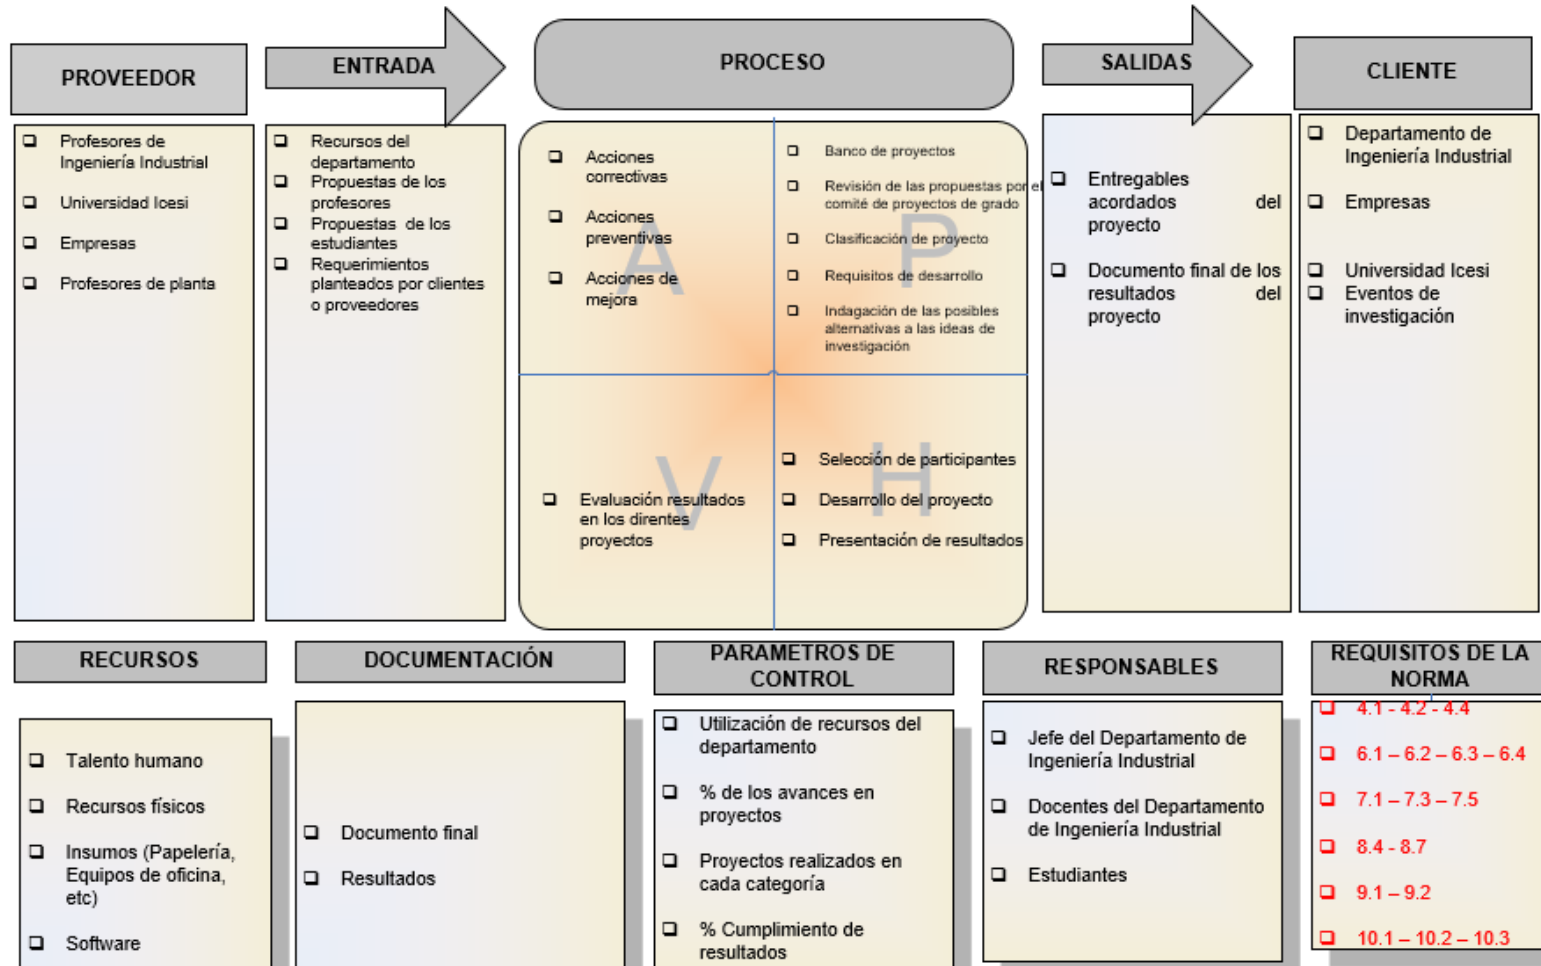 PROVEEDOR
ENTRADA
PROCESO
SALIDAS
CLIENTE
Profesores de
Ingeniería Industrial
Universidad Icesi
Empresas
Profesores de planta
Recursos del
departamento
Propuestas de los
profesores
Propuestas de los
estudiantes
Requerimientos
planteados por clientes
o proveedores
A
Acciones
correctivas
Acciones
preventivas
Acciones de
mejora
P
Banco de proyectos
Revisión de las propuestas por el
comité de proyectos de grado
Clasificación de proyecto
Requisitos de desarrollo
Indagación de las posibles
alternativas a las ideas de
investigación
V
Evaluación resultados
en los direntes
proyectos
H
Selección de participantes
Desarrollo del proyecto
Presentación de resultados
Entregables
acordados del
proyecto
Documento final de los
resultados del
proyecto
Departamento de
Ingeniería Industrial
Empresas
Universidad Icesi
Eventos de
investigación
RECURSOS
Talento humano
Recursos físicos
Insumos (Papelería,
Equipos de oficina,
etc)
Software
DOCUMENTACIÓN
Documento final
Resultados
PARAMETROS DE
CONTROL
Utilización de recursos del
departamento
% de los avances en
proyectos
Proyectos realizados en
cada categoría
% Cumplimiento de
resultados
RESPONSABLES
Jefe del Departamento de
Ingeniería Industrial
Docentes del Departamento
de Ingeniería Industrial
Estudiantes
REQUISITOS DE LA
NORMA
4.1 - 4.2 - 4.4
6.1 – 6.2 – 6.3 – 6.4
7.1 – 7.3 – 7.5
8.4 - 8.7
9.1 – 9.2
10.1 – 10.2 – 10.3